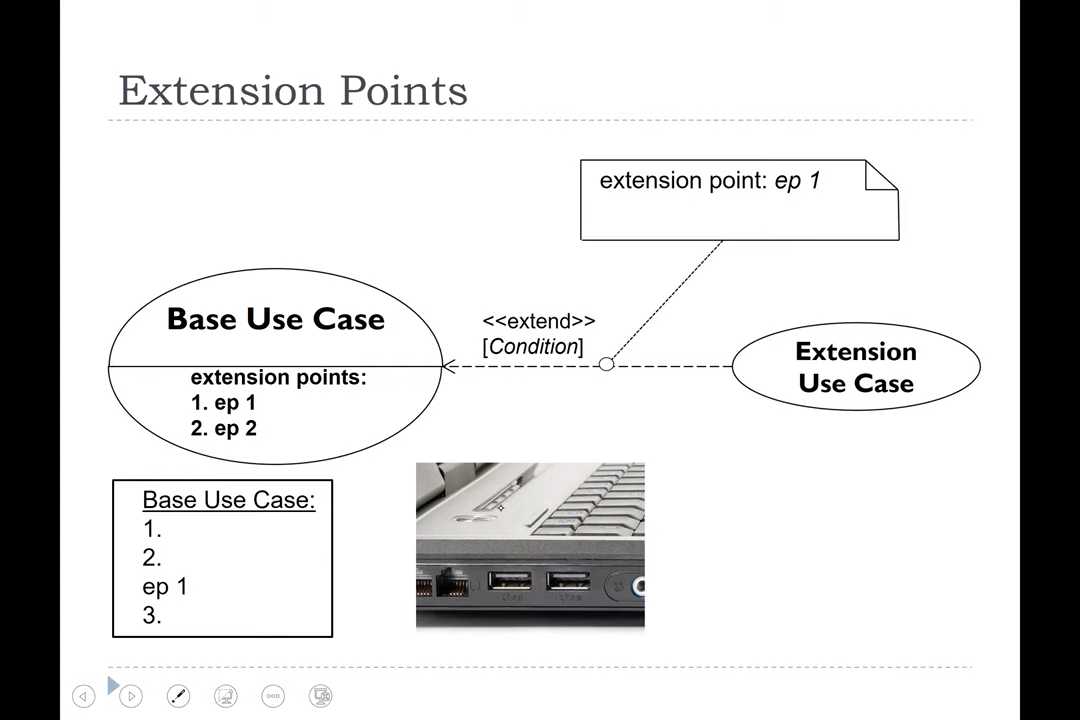 Extension Points
extension point: ep 1
Base Use Case
extension points:
1. ep 1
2. ep 2
<<extend>>
[Condition]
Extension
Use Case
Base Use Case:
1.
2.
ep 1
3.